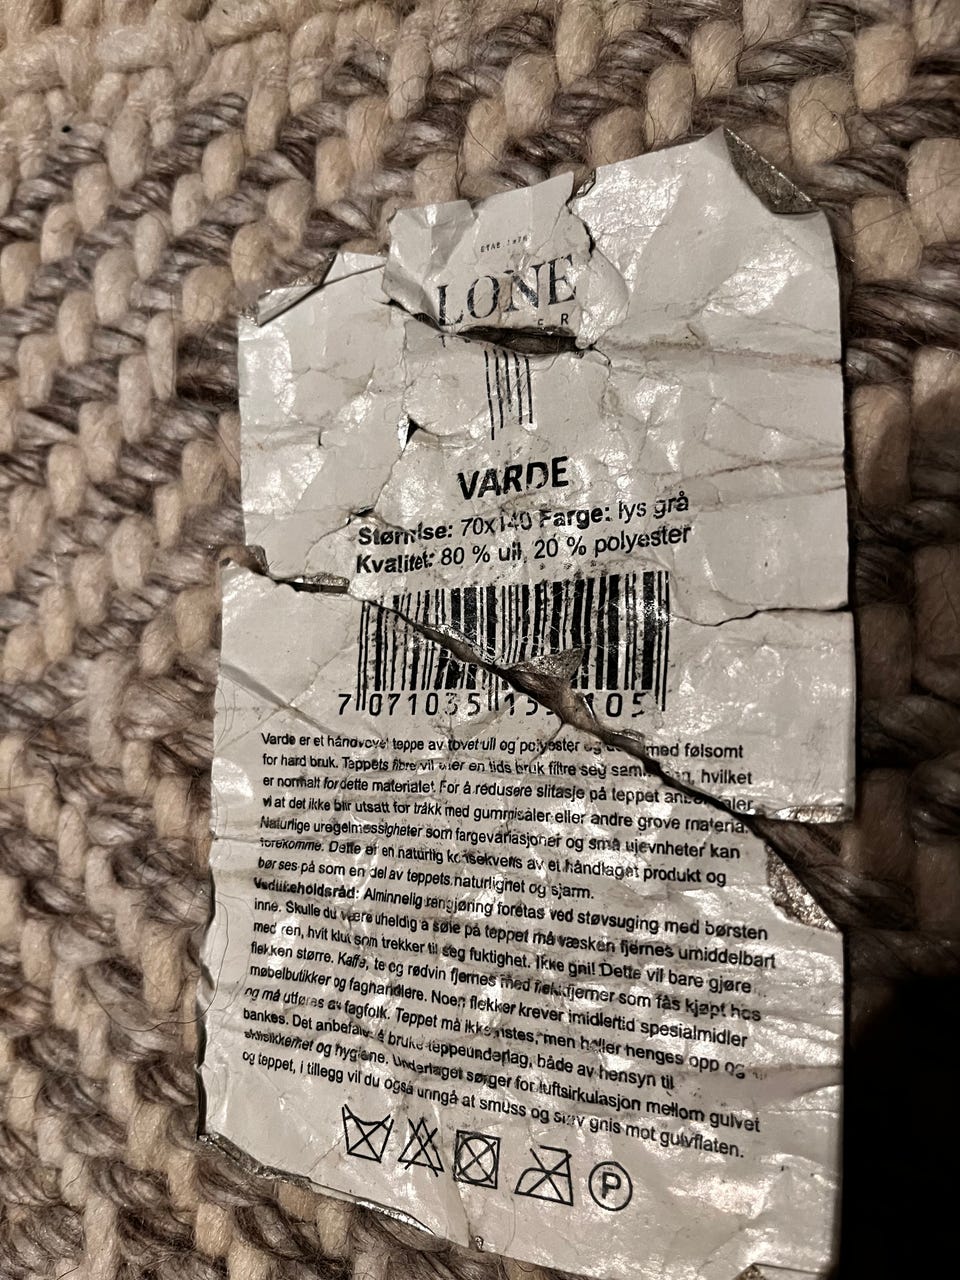 ETAB
LONE
VARDE
Størrelse: 70x140 Farge: lys grå
Kvalitet: 80 % ull, 20 % polyester
7 071035
105
Varde er et håndvevet teppe av tovet ull og polyester og med følsomt
for hard bruk. Teppets fibre vil etter en tids bruk filtre seg hvilket
er normalt for dette materialet. For å redusere slitasje på teppet
vi at det ikke blir utsatt for tråkk med gummisåler eller andre grove
Naturlige uregelmessigheter som fargevariasjoner og små ujevnheter kan
forekomme. Dette er en naturlig konsekvens av et håndlaget produkt og
bør ses på som en del av teppets naturlighet og sjarm.
Vedlikeholdsråd: Alminnelig rengjøring foretas ved støvsuging med børsten
inne. Skulle du være uheldig å søle på teppet må væsken fjernes umiddelbart
med ren, hvit klut som trekker til seg fuktighet. Ikke gni! Dette vil bare gjøre
flekken større. Kaffe, te og rødvin fjernes med flekkfjerner som fås kjøpt hos
møbelbutikker og faghandlere. Noen flekker krever imidlertid spesialmidler
og må utføres av fagfolk. Teppet må ikke ristes, men heller henges opp og
bankes. Det anbefales å bruke teppeunderlag, både av hensyn til
sklisikkerhet og hygiene. Underlaget sørger for luftsirkulasjon mellom gulvet
og teppet, i tillegg vil du også unngå at smuss og støv gnis mot gulvflaten.
P